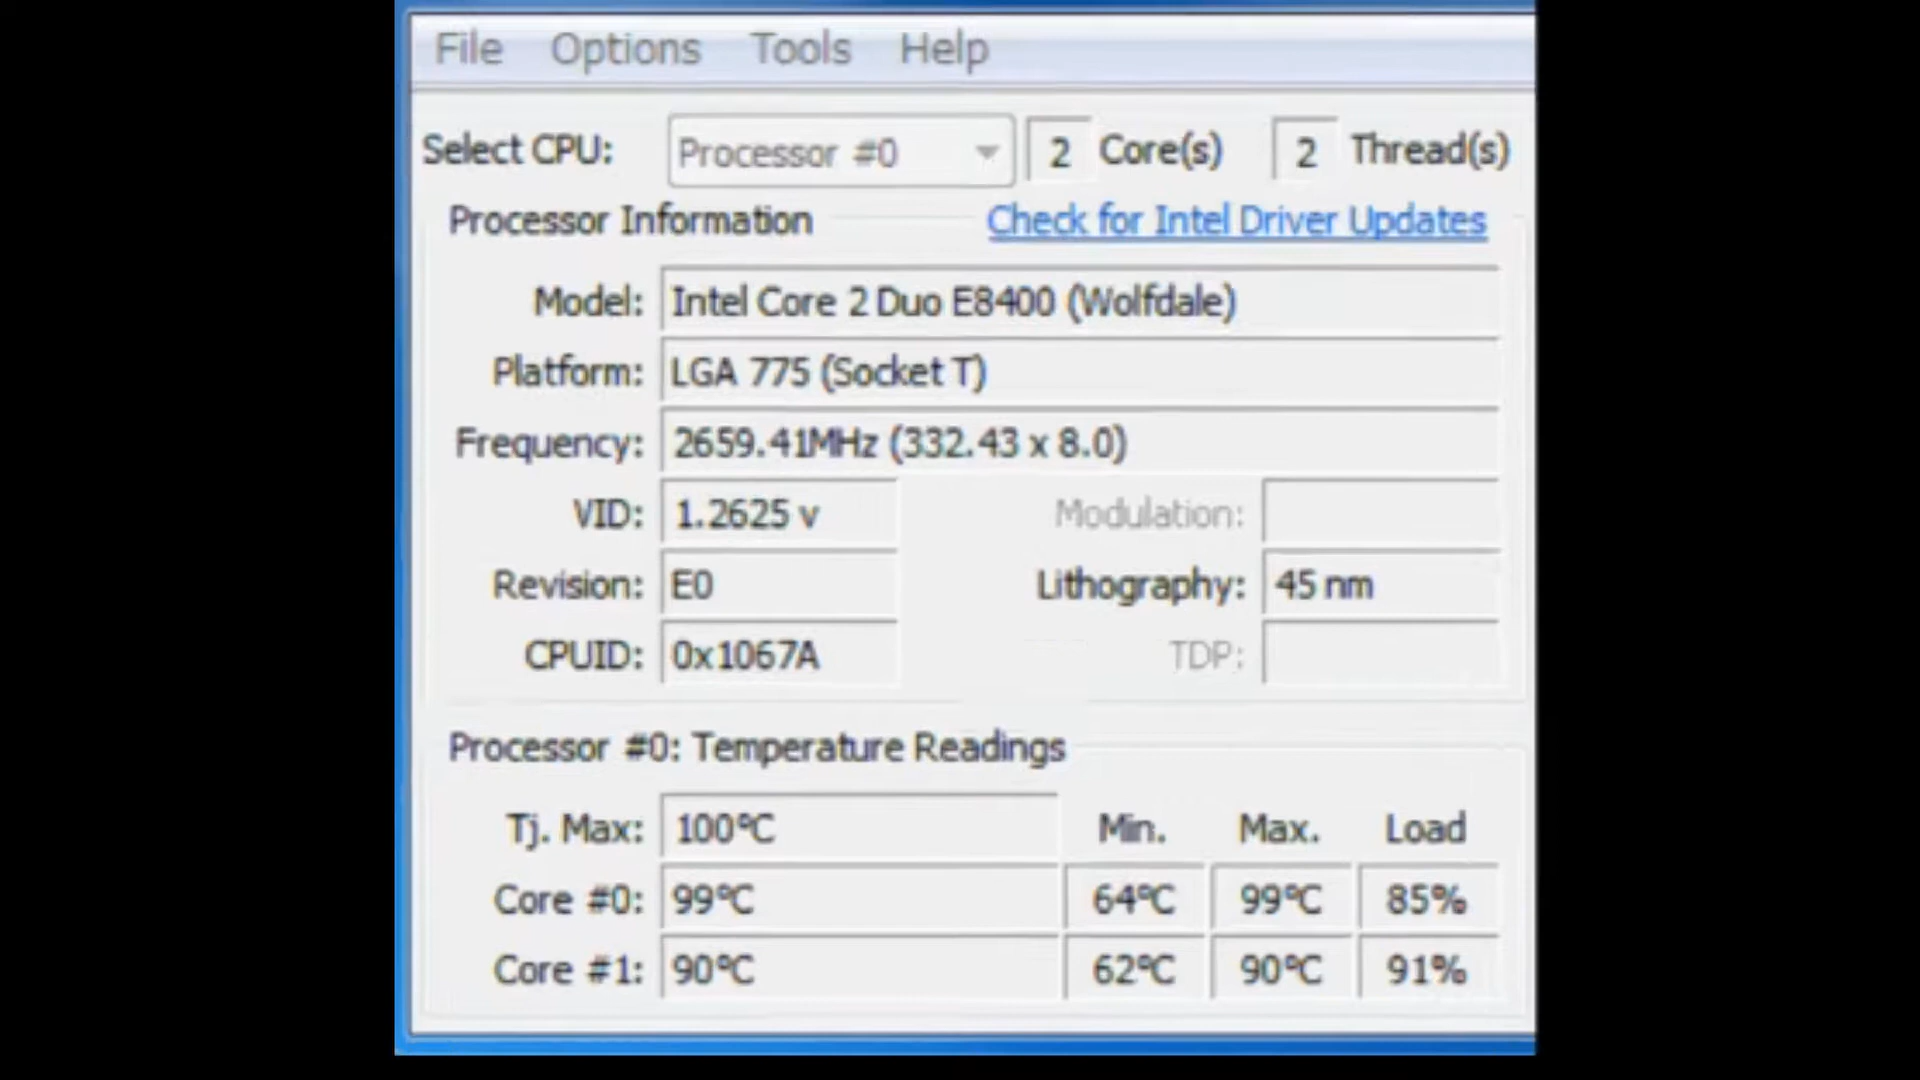 File Options Tools Help
Select CPU: Processor #0 2 Core(s) 2 Thread(s)
Processor Information Check for Intel Driver Updates
Model: Intel Core 2 Duo E8400 (Wolfdale)
Platform: LGA 775 (Socket T)
Frequency: 2659.41MHz (332.43 x 8.0)
VID: 1.2625 v Modulation:
Revision: E0 Lithography: 45 nm
CPUID: 0x1067A TDP:
Processor #0: Temperature Readings
Tj. Max: 100°C Min. Max. Load
Core #0: 99°C 64°C 99°C 85%
Core #1: 90°C 62°C 90°C 91%